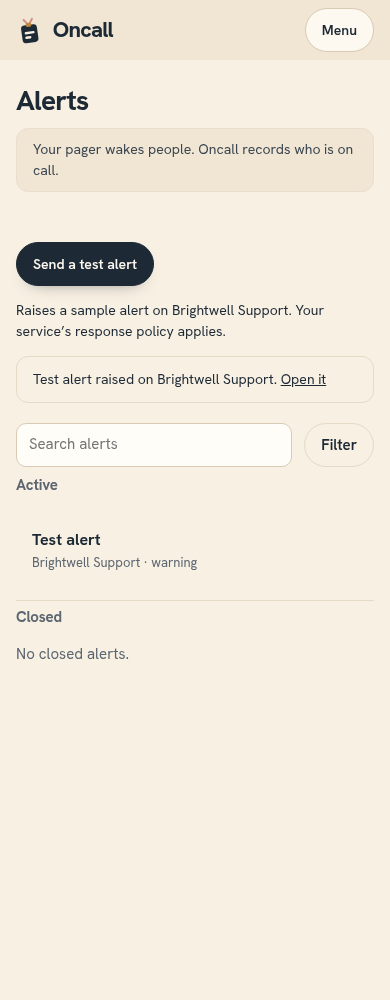 Oncall
Menu
Alerts
Your pager wakes people. Oncall records who is on
call.
Send a test alert
Raises a sample alert on Brightwell Support. Your
service’s response policy applies.
Test alert raised on Brightwell Support. Open it
Search alerts
Filter
Active
Test alert
Brightwell Support · warning
Closed
No closed alerts.